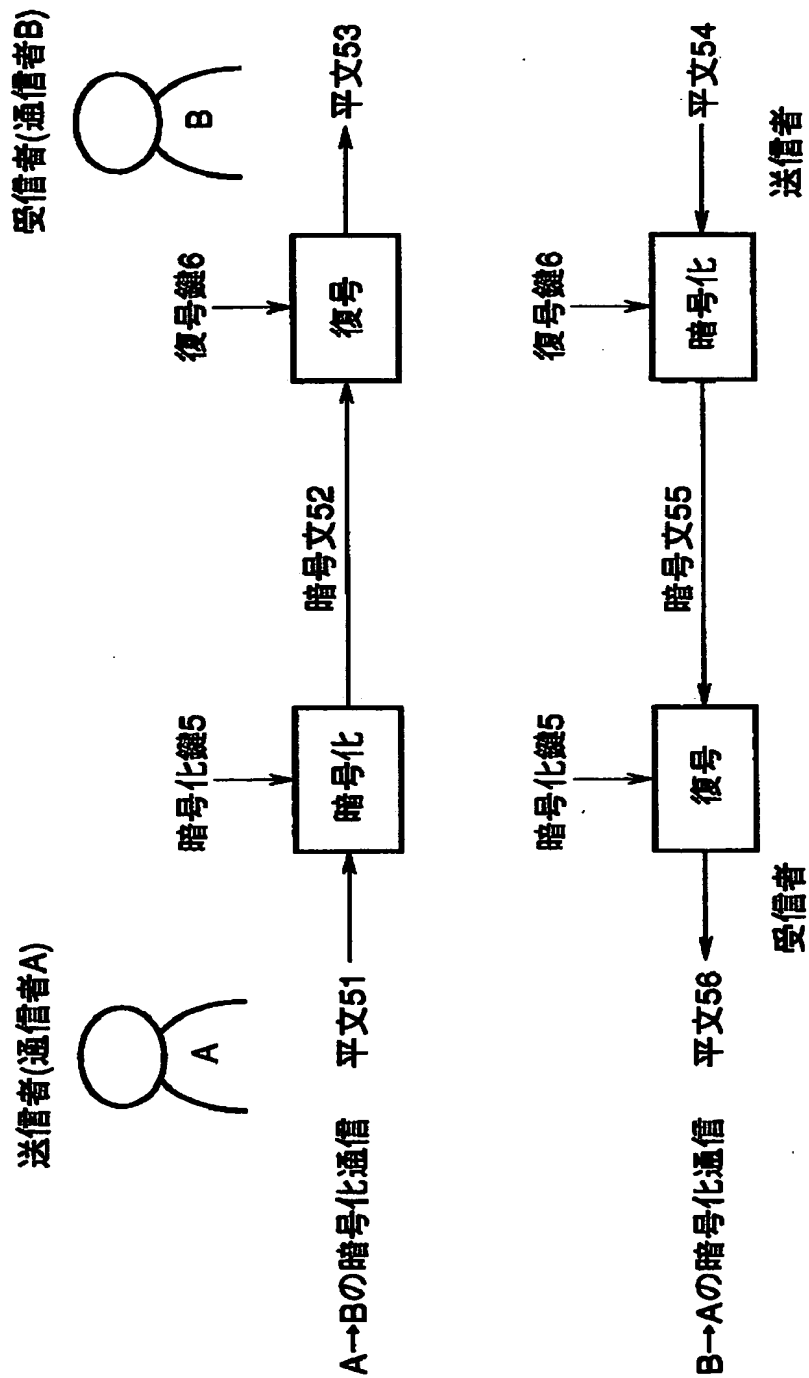 送信者(通信者A)
受信者(通信者B)
A
B
暗号化鍵5
復号鍵6
A→Bの暗号化通信
平文51
暗号化
暗号文52
復号
平文53
暗号化鍵5
復号鍵6
B→Aの暗号化通信
平文56
復号
暗号文55
暗号化
平文54
受信者
送信者